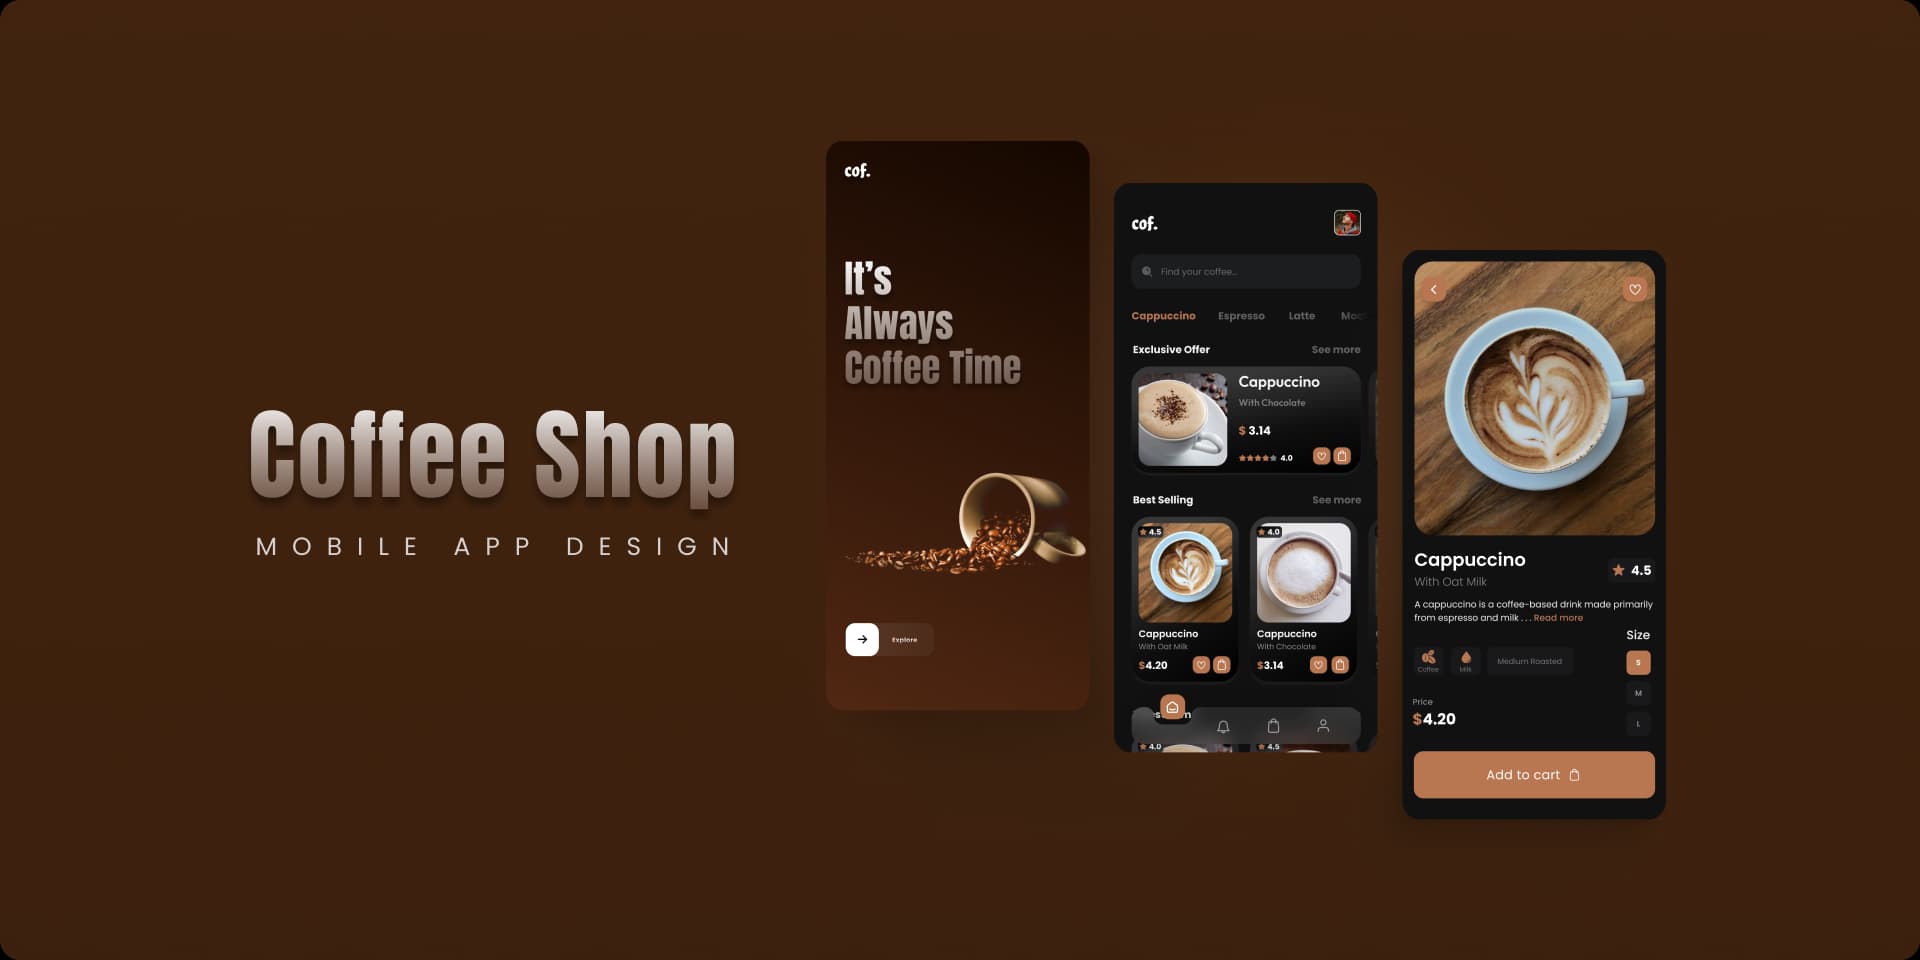 Coffee Shop
MOBILE APP DESIGN
cof.
It's
Always
Coffee Time
Explore
cof.
Find your coffee...
Cappuccino Espresso Latte
Exclusive Offer See more
Cappuccino
With Chocolate
$ 3.14
4.0
Best Selling See more
4.5 4.0
Cappuccino Cappuccino
With Oat Milk With Chocolate
$4.20 $3.14
4.0 4.5
Cappuccino
With Oat Milk
4.5
A cappuccino is a coffee-based drink made primarily
from espresso and milk . . . Read more
Size
Coffee Milk Medium Roasted
S
M
L
Price
$4.20
Add to cart